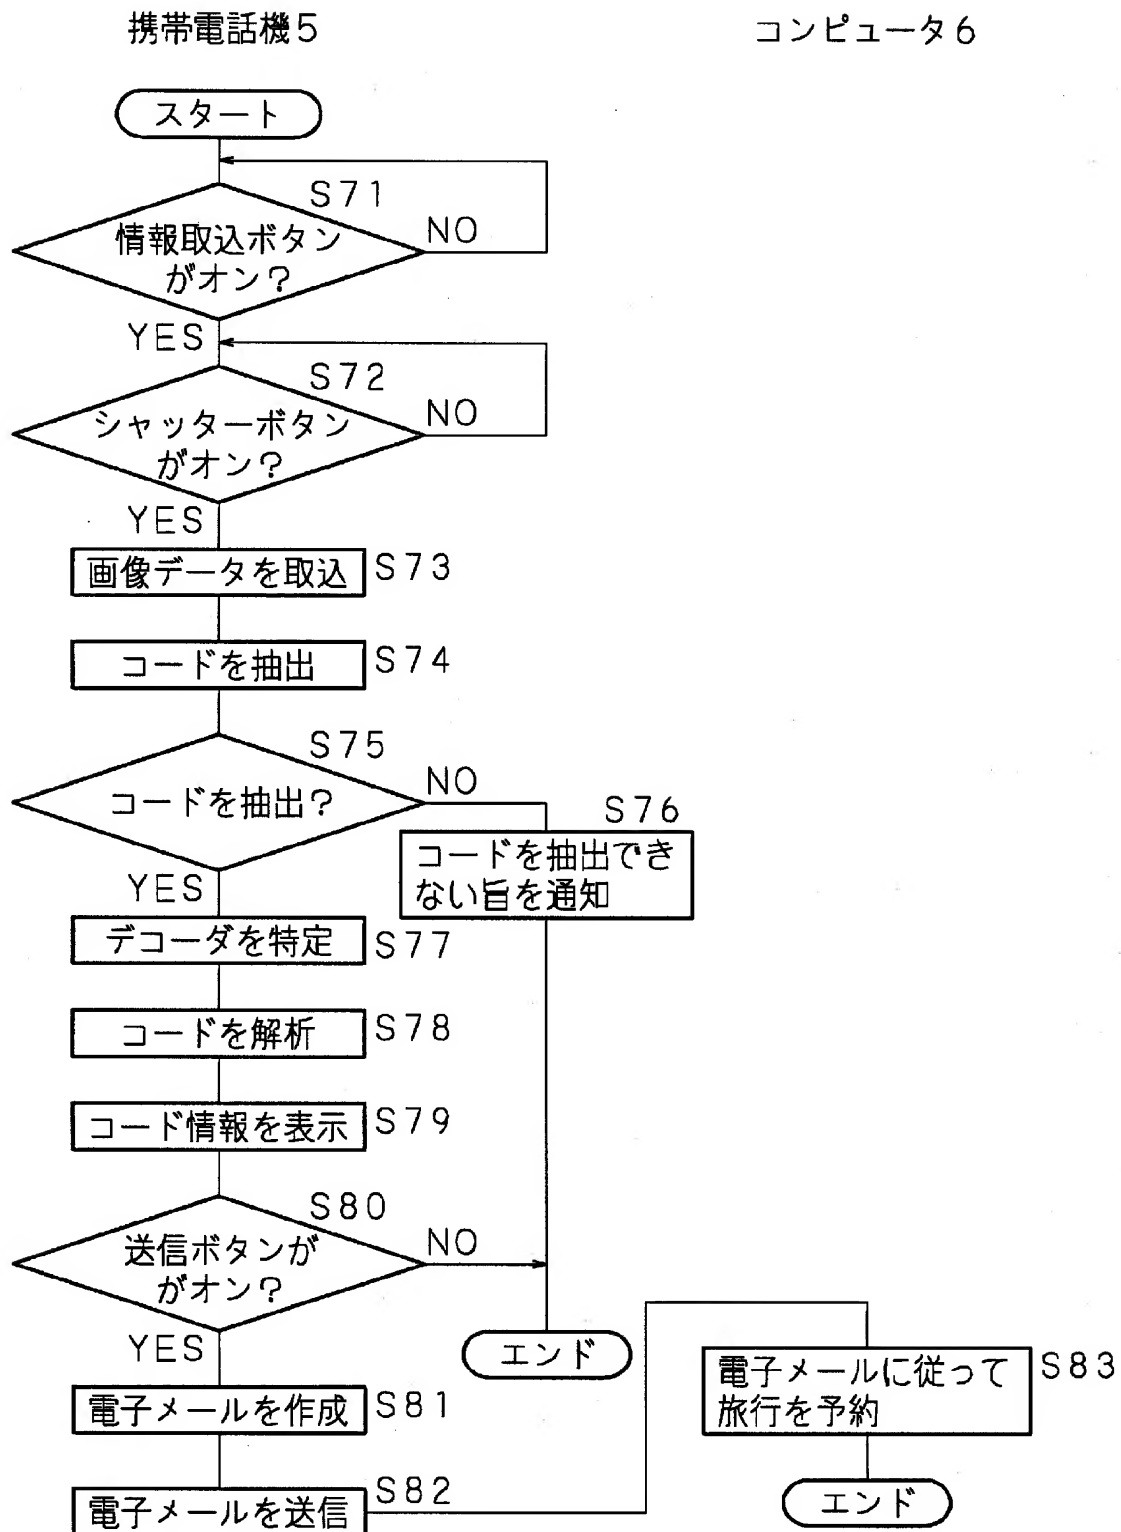 携帯電話機5
コンピュータ6
スタート
S71
情報取込ボタン
がオン?
NO
YES
S72
シャッターボタン
がオン?
NO
YES
画像データを取込
S73
コードを抽出
S74
S75
コードを抽出?
NO
S76
コードを抽出でき
ない旨を通知
YES
デコーダを特定
S77
コードを解析
S78
コード情報を表示
S79
S80
送信ボタンが
がオン?
NO
YES
エンド
電子メールを作成
S81
電子メールを送信
S82
電子メールに従って
旅行を予約
S83
エンド